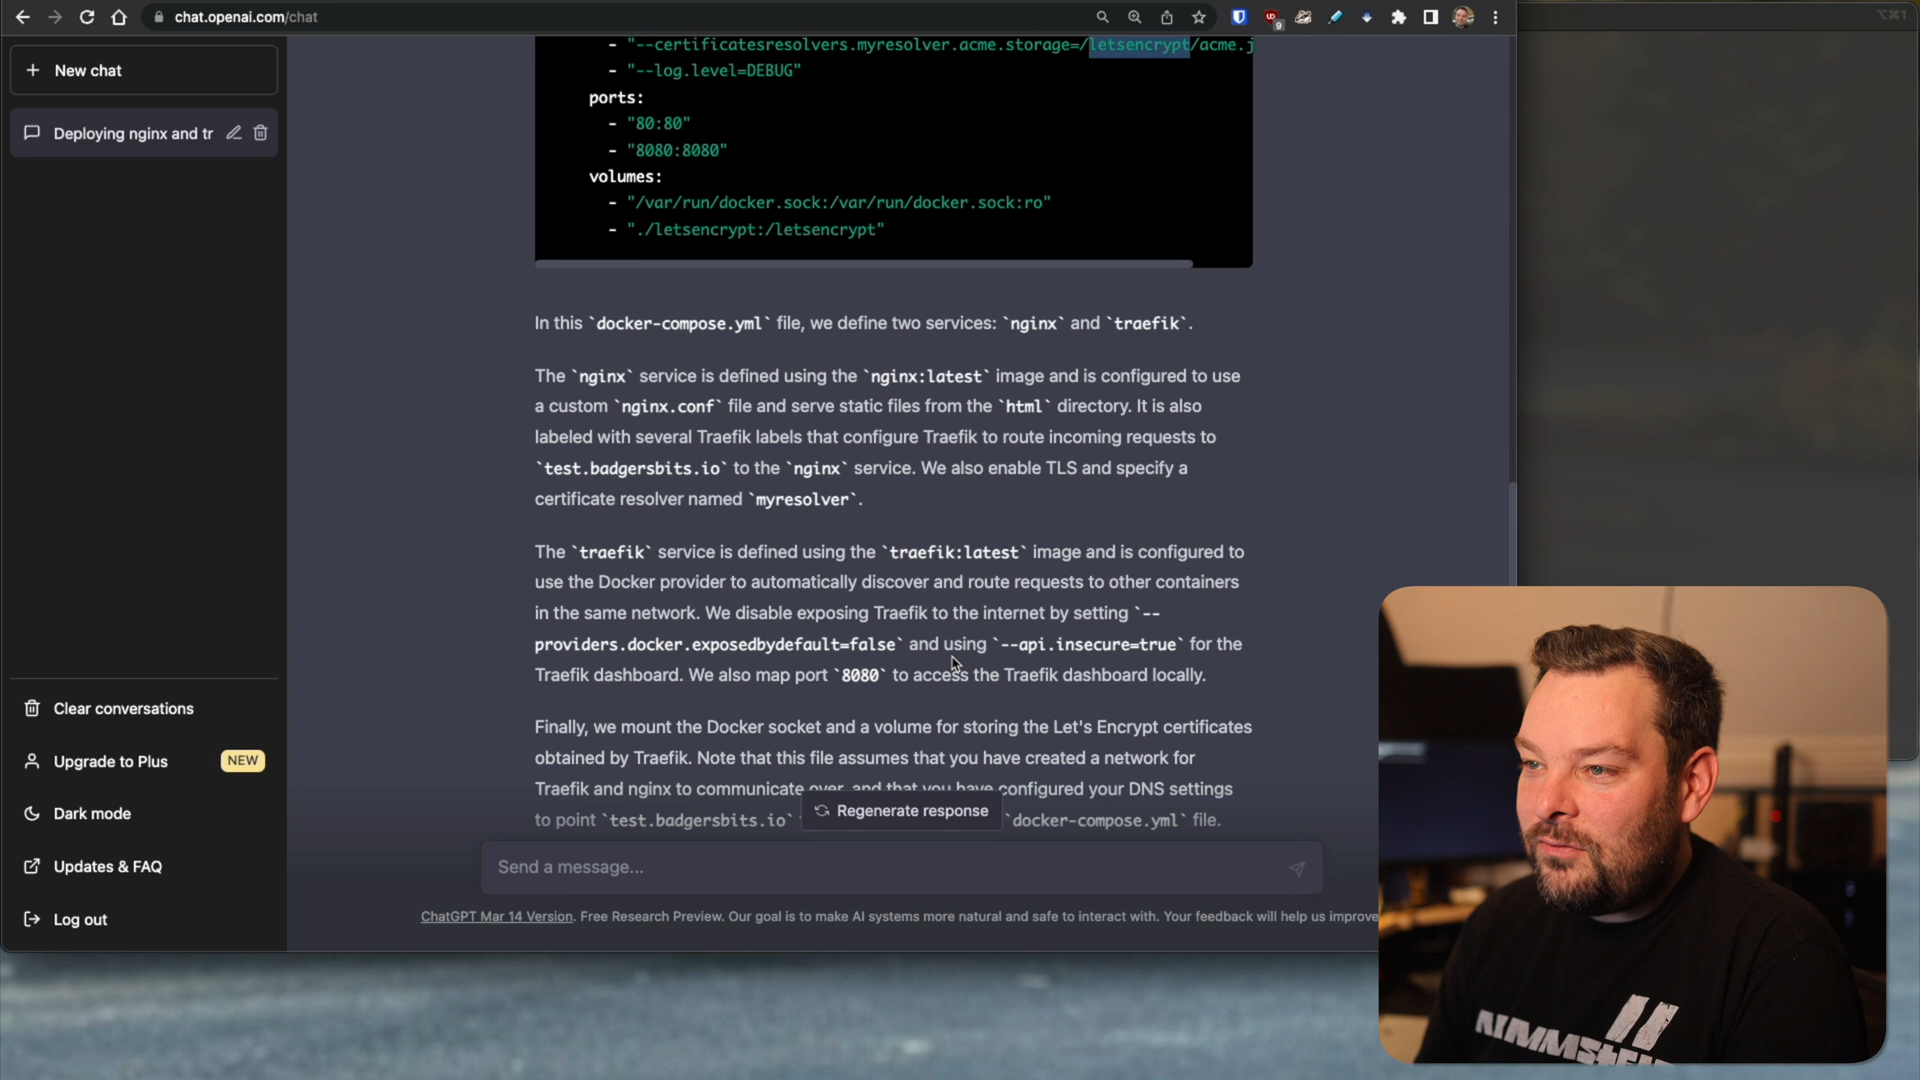 chat.openai.com/chat
9
⌥⌘1
New chat
Deploying nginx and tr
- "--certificatesresolvers.myresolver.acme.storage=/letsencrypt/acme.j
- "--log.level=DEBUG"
ports:
- "80:80"
- "8080:8080"
volumes:
- "/var/run/docker.sock:/var/run/docker.sock:ro"
- "./letsencrypt:/letsencrypt"
In this `docker-compose.yml` file, we define two services: `nginx` and `traefik`.
The `nginx` service is defined using the `nginx:latest` image and is configured to use
a custom `nginx.conf` file and serve static files from the `html` directory. It is also
labeled with several Traefik labels that configure Traefik to route incoming requests to
`test.badgersbits.io` to the `nginx` service. We also enable TLS and specify a
certificate resolver named `myresolver`.
The `traefik` service is defined using the `traefik:latest` image and is configured to
use the Docker provider to automatically discover and route requests to other containers
in the same network. We disable exposing Traefik to the internet by setting `--
providers.docker.exposedbydefault=false` and using `--api.insecure=true` for the
Traefik dashboard. We also map port `8080` to access the Traefik dashboard locally.
Finally, we mount the Docker socket and a volume for storing the Let's Encrypt certificates
obtained by Traefik. Note that this file assumes that you have created a network for
Traefik and nginx to communicate over, and that you have configured your DNS settings
to point `test.badgersbits.io` `docker-compose.yml` file.
Regenerate response
Send a message...
ChatGPT Mar 14 Version. Free Research Preview. Our goal is to make AI systems more natural and safe to interact with. Your feedback will help us improve
Clear conversations
Upgrade to Plus NEW
Dark mode
Updates & FAQ
Log out